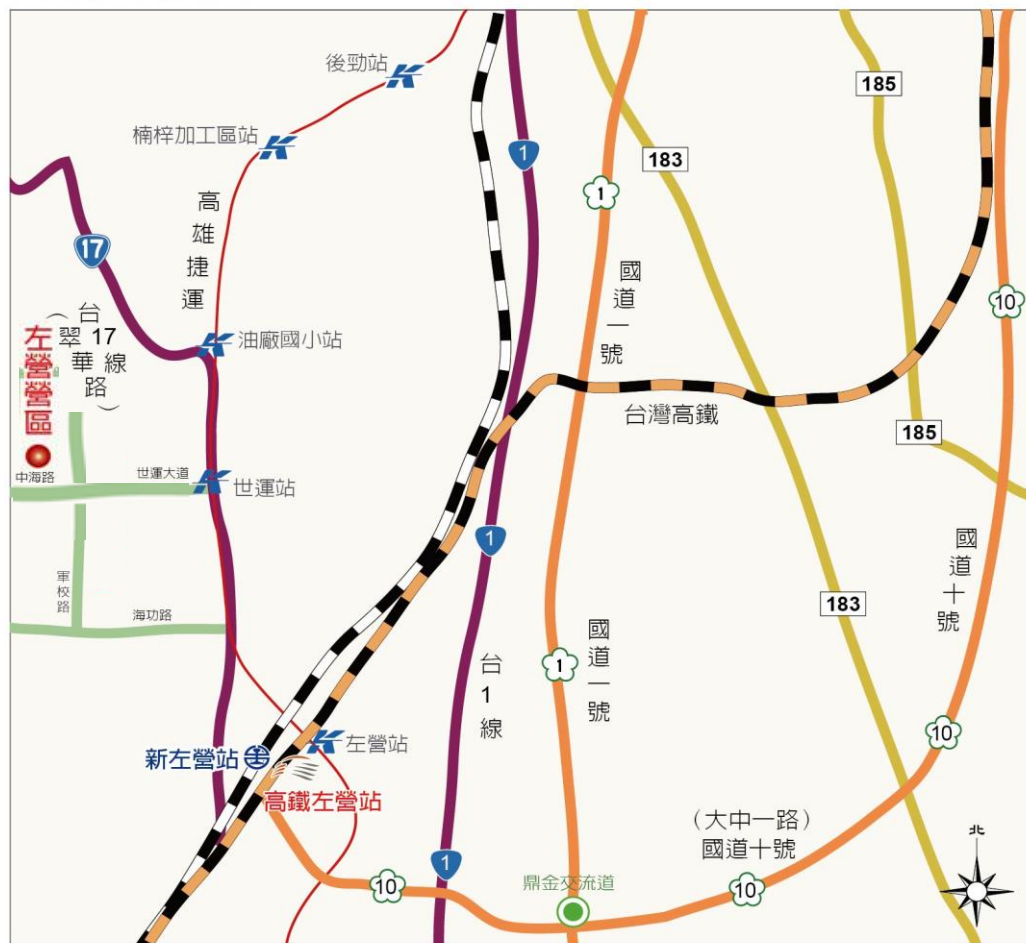 後勁站
楠梓加工區站
高雄捷運
17
1
1
183
185
國道一號
10
(台17線
翠華路)
左營營區
油廠國小站
台灣高鐵
185
中海路
世運大道
世運站
1
國道十號
軍校路
海功路
183
國道一號
1
台1線
10
新左營站
左營站
高鐵左營站
(大中一路)
國道十號
北
1
10
鼎金交流道
10